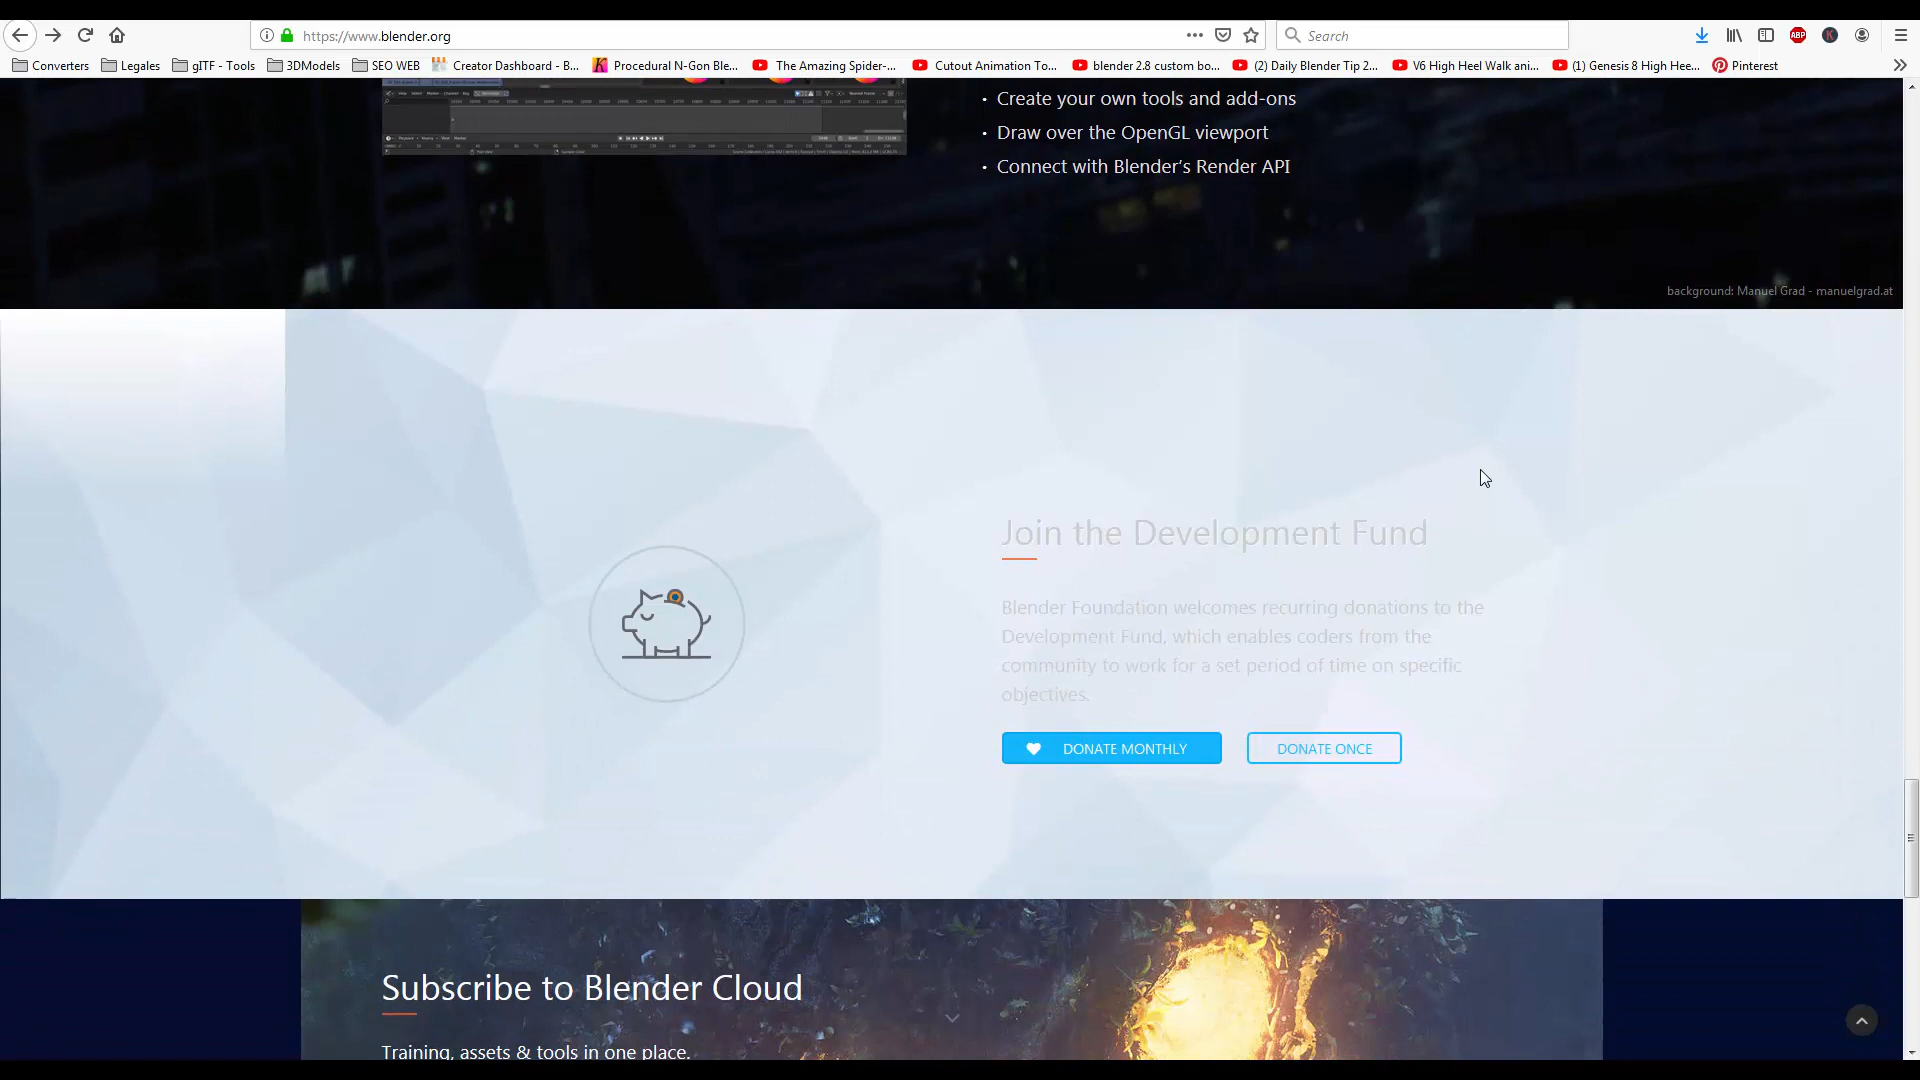 https://www.blender.org
Search
Converters
Legales
gITF - Tools
3DModels
SEO WEB
Creator Dashboard - B...
Procedural N-Gon Ble...
The Amazing Spider-...
Cutout Animation To...
blender 2.8 custom bo...
(2) Daily Blender Tip 2...
V6 High Heel Walk ani...
(1) Genesis 8 High Hee...
Pinterest
• Create your own tools and add-ons
• Draw over the OpenGL viewport
• Connect with Blender’s Render API
background: Manuel Grad - manuelgrad.at
Join the Development Fund
Blender Foundation welcomes recurring donations to the
Development Fund, which enables coders from the
community to work for a set period of time on specific
objectives.
DONATE MONTHLY
DONATE ONCE
Subscribe to Blender Cloud
Training, assets & tools in one place.